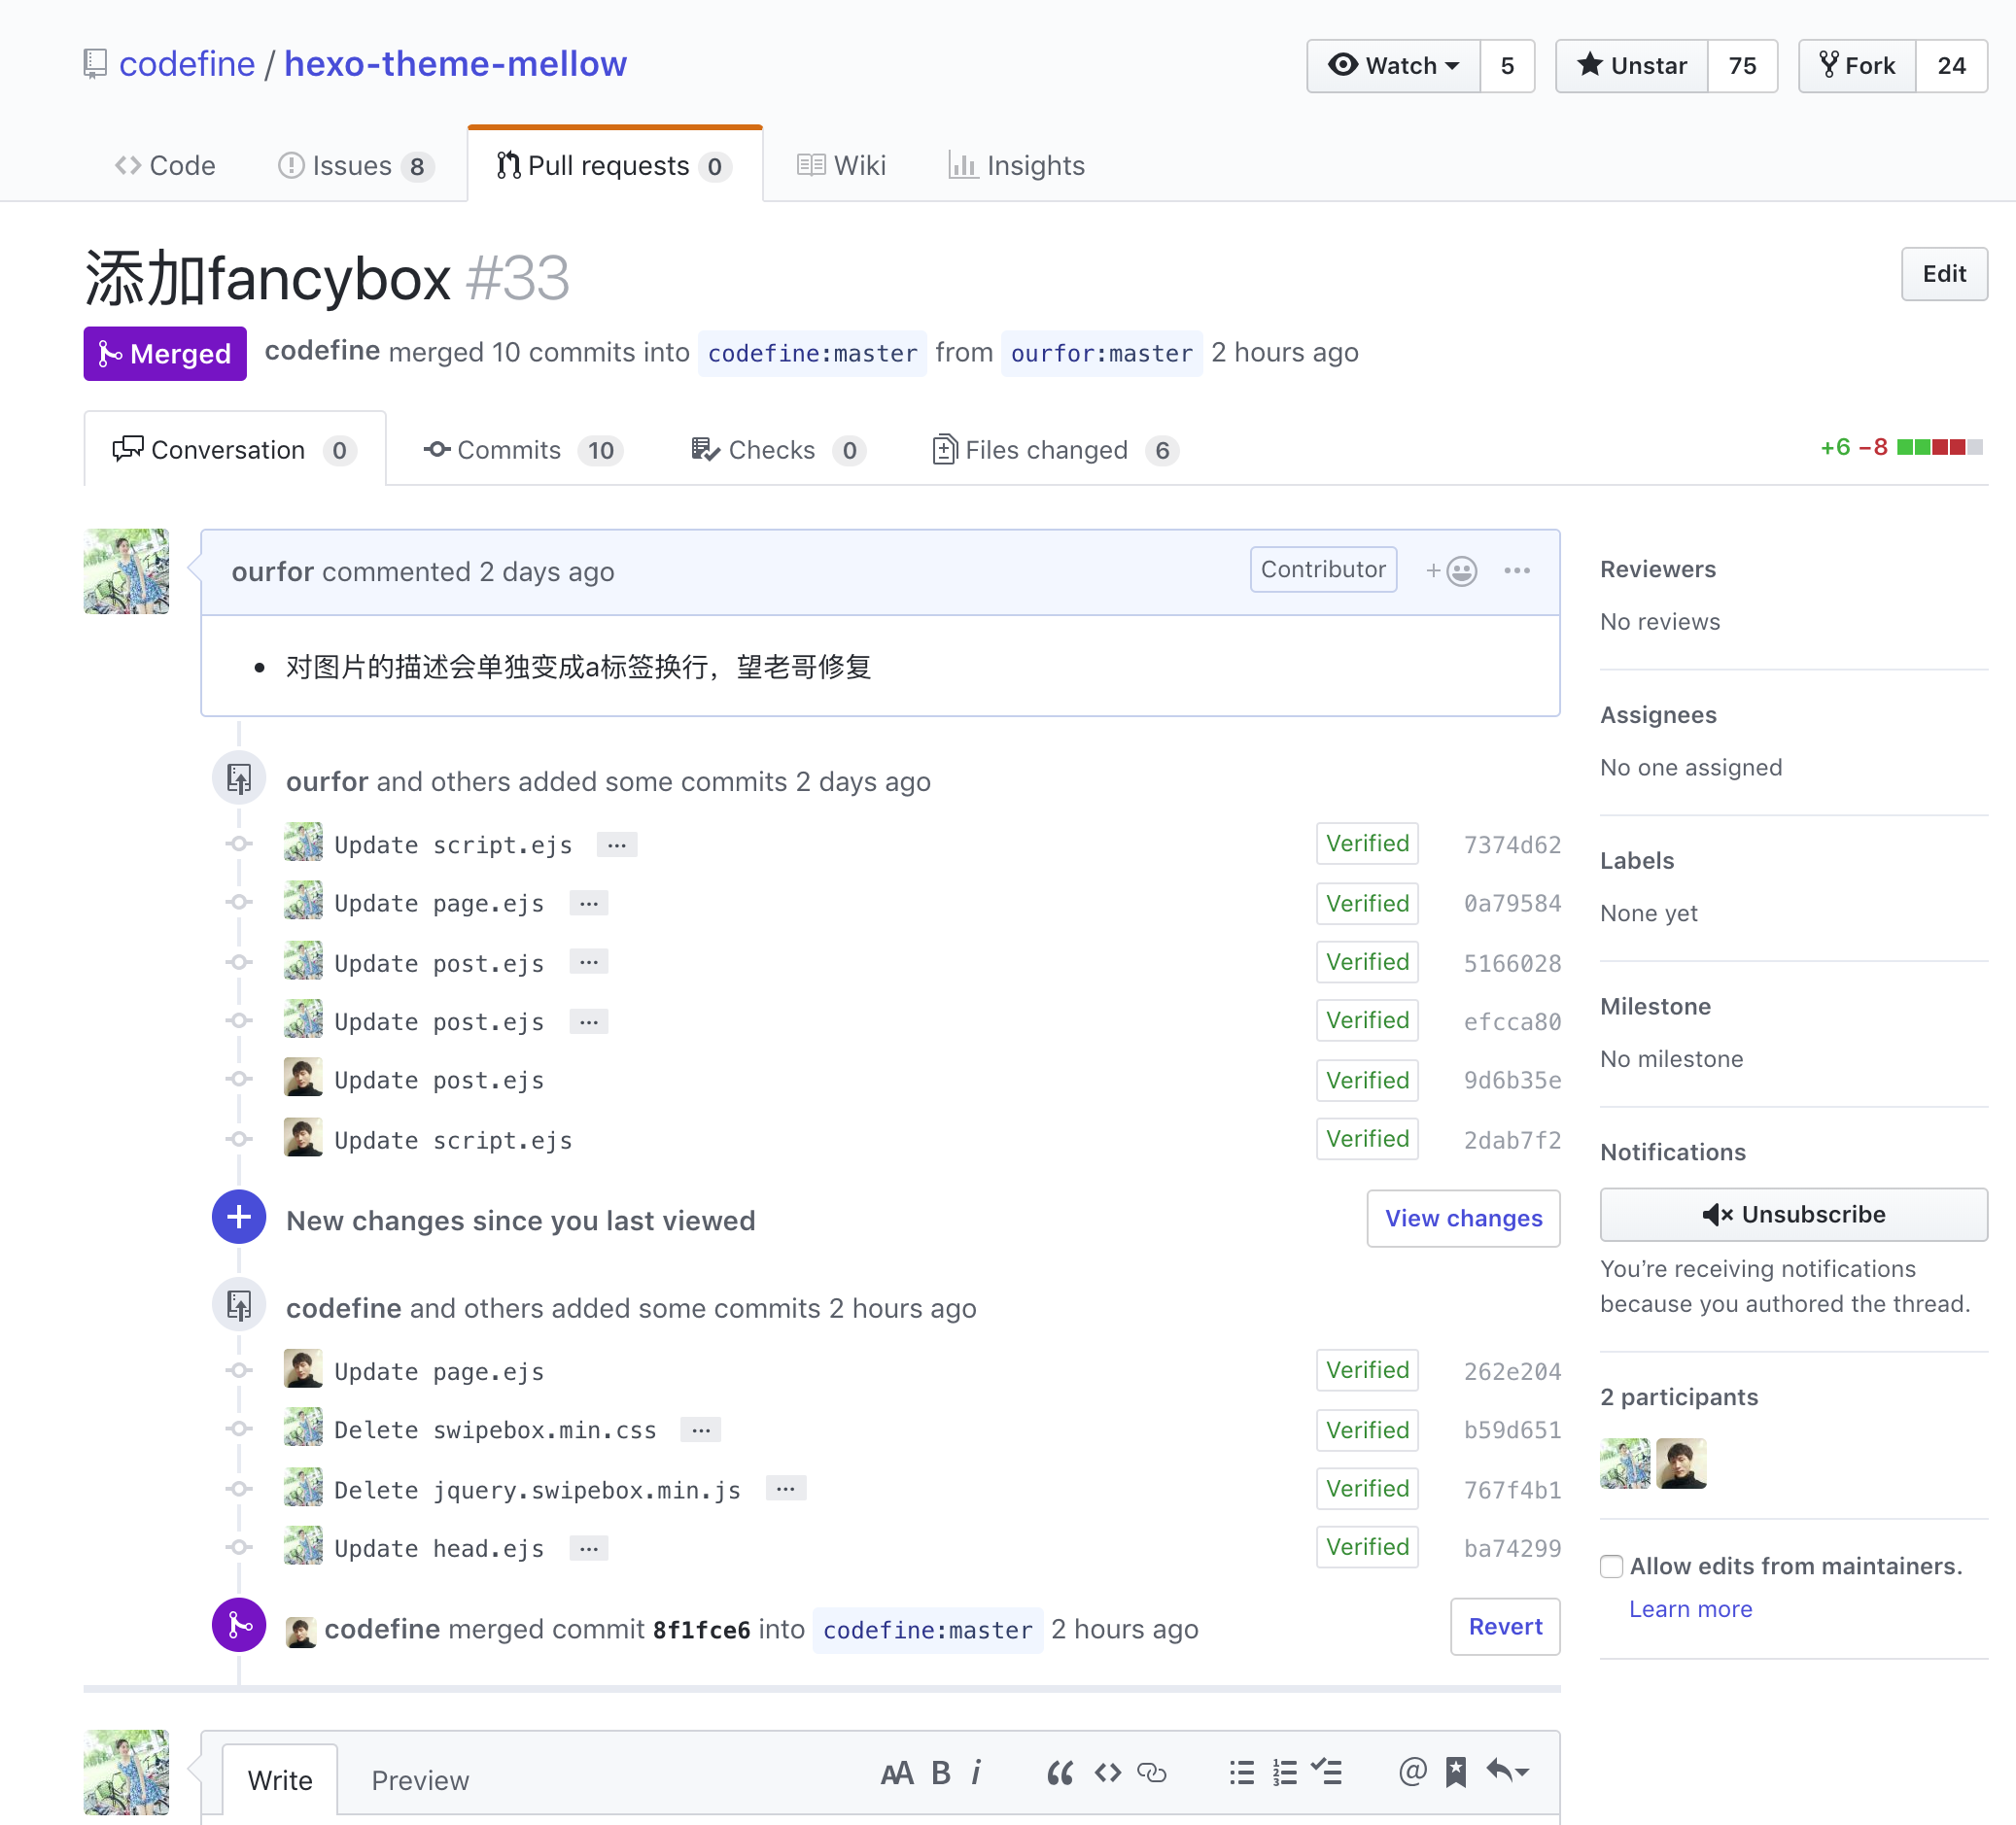 codefine / hexo-theme-mellow
Watch 5 Unstar 75 Fork 24
Code Issues 8 Pull requests 0 Wiki Insights
添加fancybox #33
Edit
Merged codefine merged 10 commits into codefine:master from ourfor:master 2 hours ago
Conversation 0 Commits 10 Checks 0 Files changed 6 +6 −8
ourfor commented 2 days ago Contributor
对图片的描述会单独变成a标签换行，望老哥修复
ourfor and others added some commits 2 days ago
Update script.ejs … Verified 7374d62
Update page.ejs … Verified 0a79584
Update post.ejs … Verified 5166028
Update post.ejs … Verified efcca80
Update post.ejs Verified 9d6b35e
Update script.ejs Verified 2dab7f2
New changes since you last viewed View changes
codefine and others added some commits 2 hours ago
Update page.ejs Verified 262e204
Delete swipebox.min.css … Verified b59d651
Delete jquery.swipebox.min.js … Verified 767f4b1
Update head.ejs … Verified ba74299
codefine merged commit 8f1fce6 into codefine:master 2 hours ago Revert
Reviewers
No reviews
Assignees
No one assigned
Labels
None yet
Milestone
No milestone
Notifications
Unsubscribe
You’re receiving notifications
because you authored the thread.
2 participants
Allow edits from maintainers.
Learn more
Write Preview